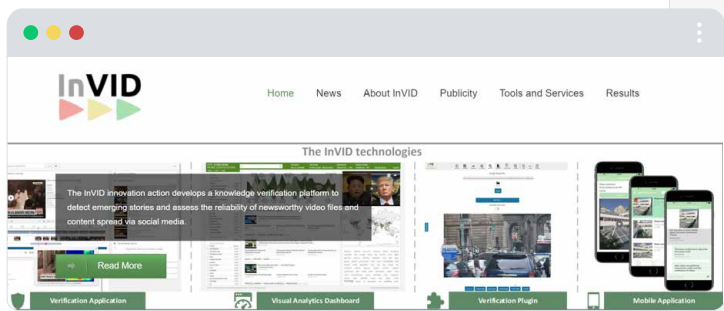 InVID
Home News About InVID Publicity Tools and Services Results
The InVID technologies
The InVID innovation action develops a knowledge verification platform to
detect emerging stories and assess the reliability of newsworthy video files and
content spread via social media.
Read More
Verification Application Visual Analytics Dashboard Verification Plugin Mobile Application